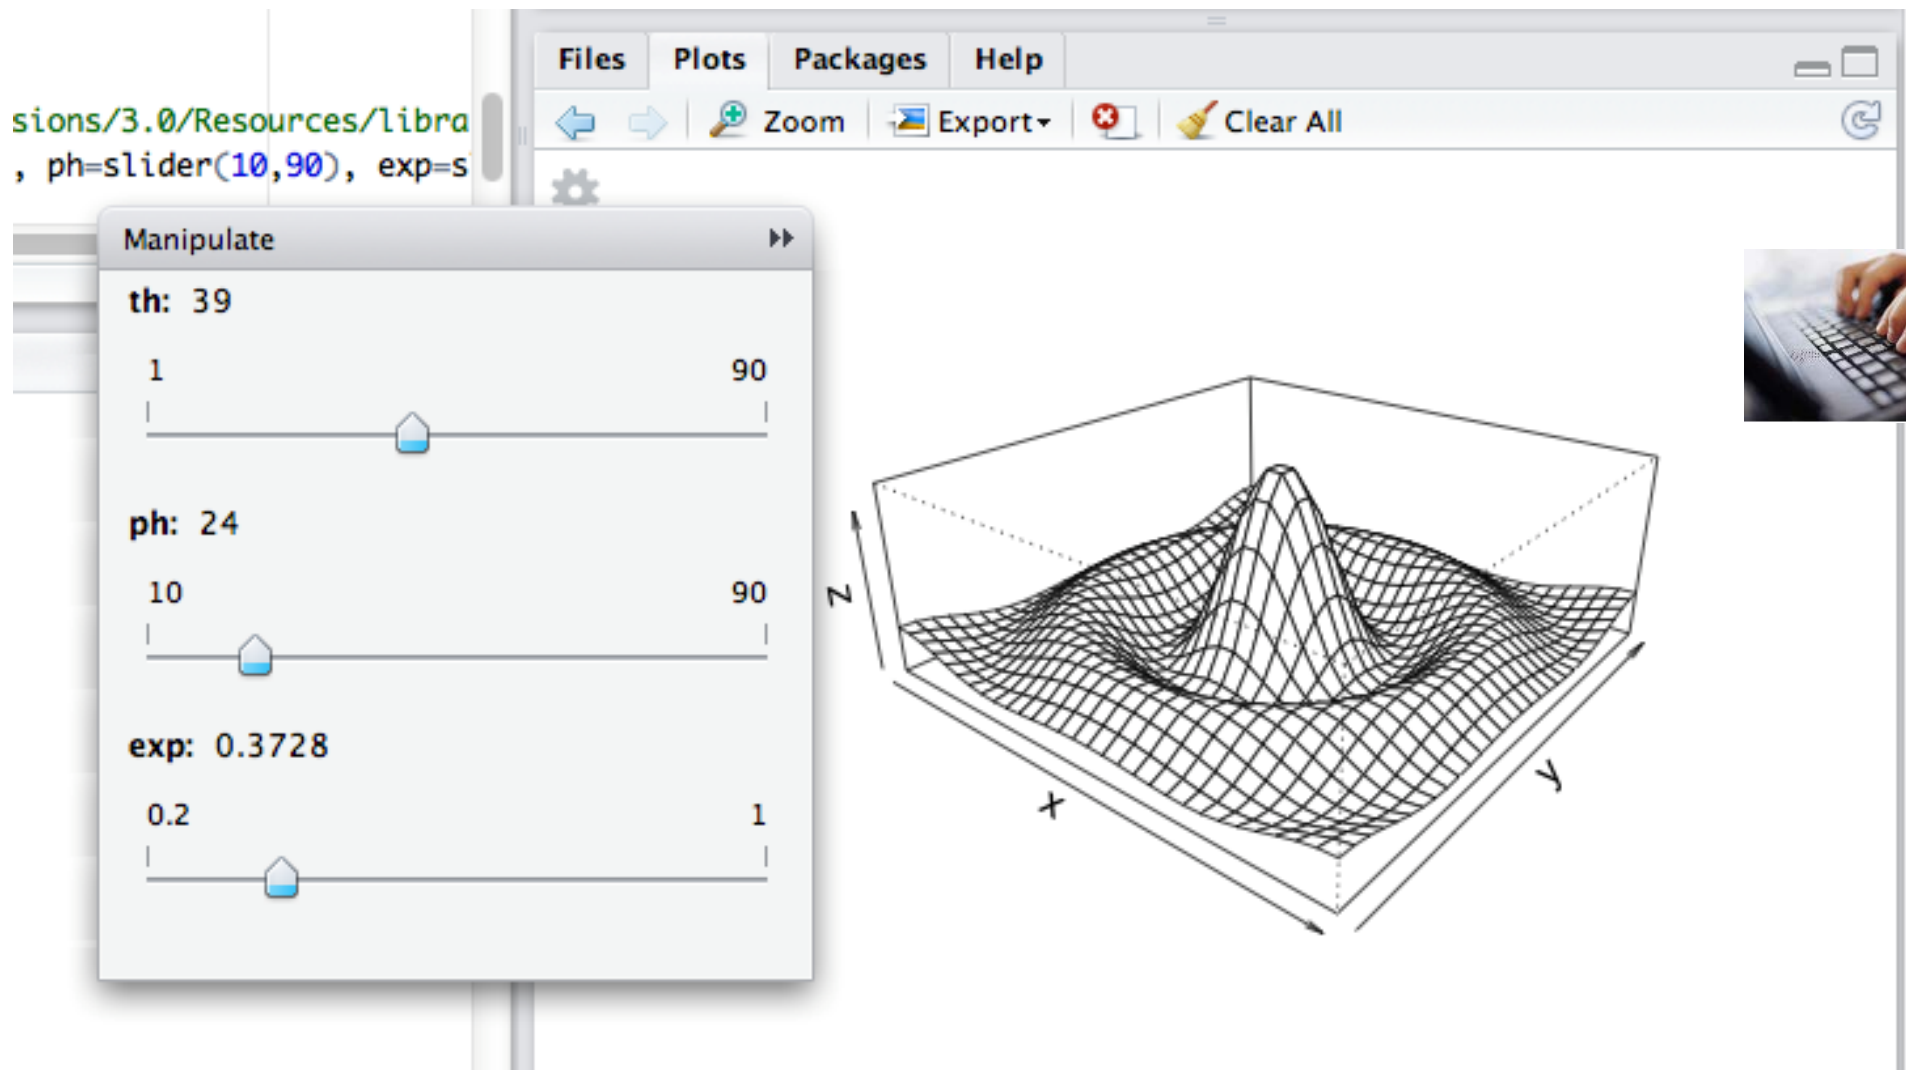 Files Plots Packages Help
Zoom Export Clear All
sions/3.0/Resources/libra
, ph=slider(10,90), exp=s
Manipulate
th: 39
1 90
ph: 24
10 90
exp: 0.3728
0.2 1
z
x
y